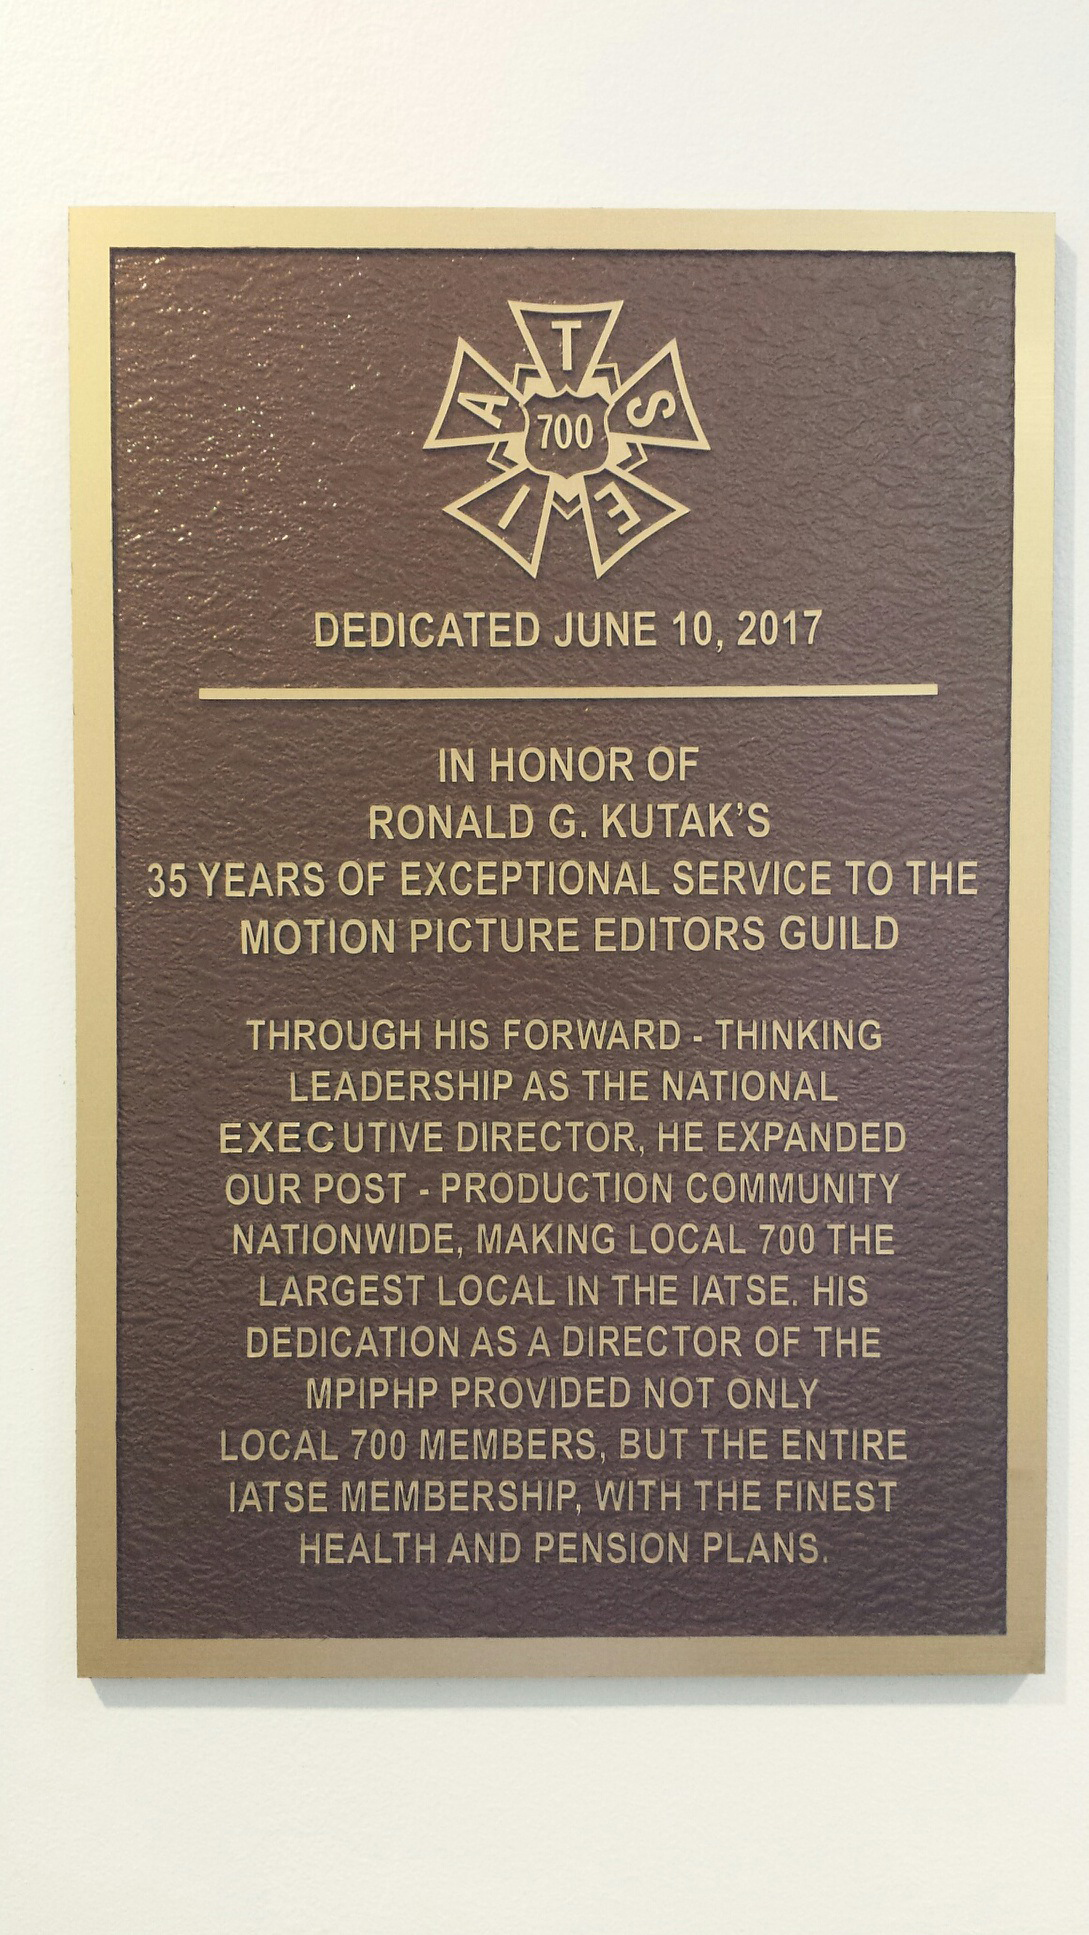 I A T S E
700
DEDICATED JUNE 10, 2017
IN HONOR OF
RONALD G. KUTAK'S
35 YEARS OF EXCEPTIONAL SERVICE TO THE
MOTION PICTURE EDITORS GUILD
THROUGH HIS FORWARD - THINKING
LEADERSHIP AS THE NATIONAL
EXECUTIVE DIRECTOR, HE EXPANDED
OUR POST - PRODUCTION COMMUNITY
NATIONWIDE, MAKING LOCAL 700 THE
LARGEST LOCAL IN THE IATSE. HIS
DEDICATION AS A DIRECTOR OF THE
MPIPHP PROVIDED NOT ONLY
LOCAL 700 MEMBERS, BUT THE ENTIRE
IATSE MEMBERSHIP, WITH THE FINEST
HEALTH AND PENSION PLANS.